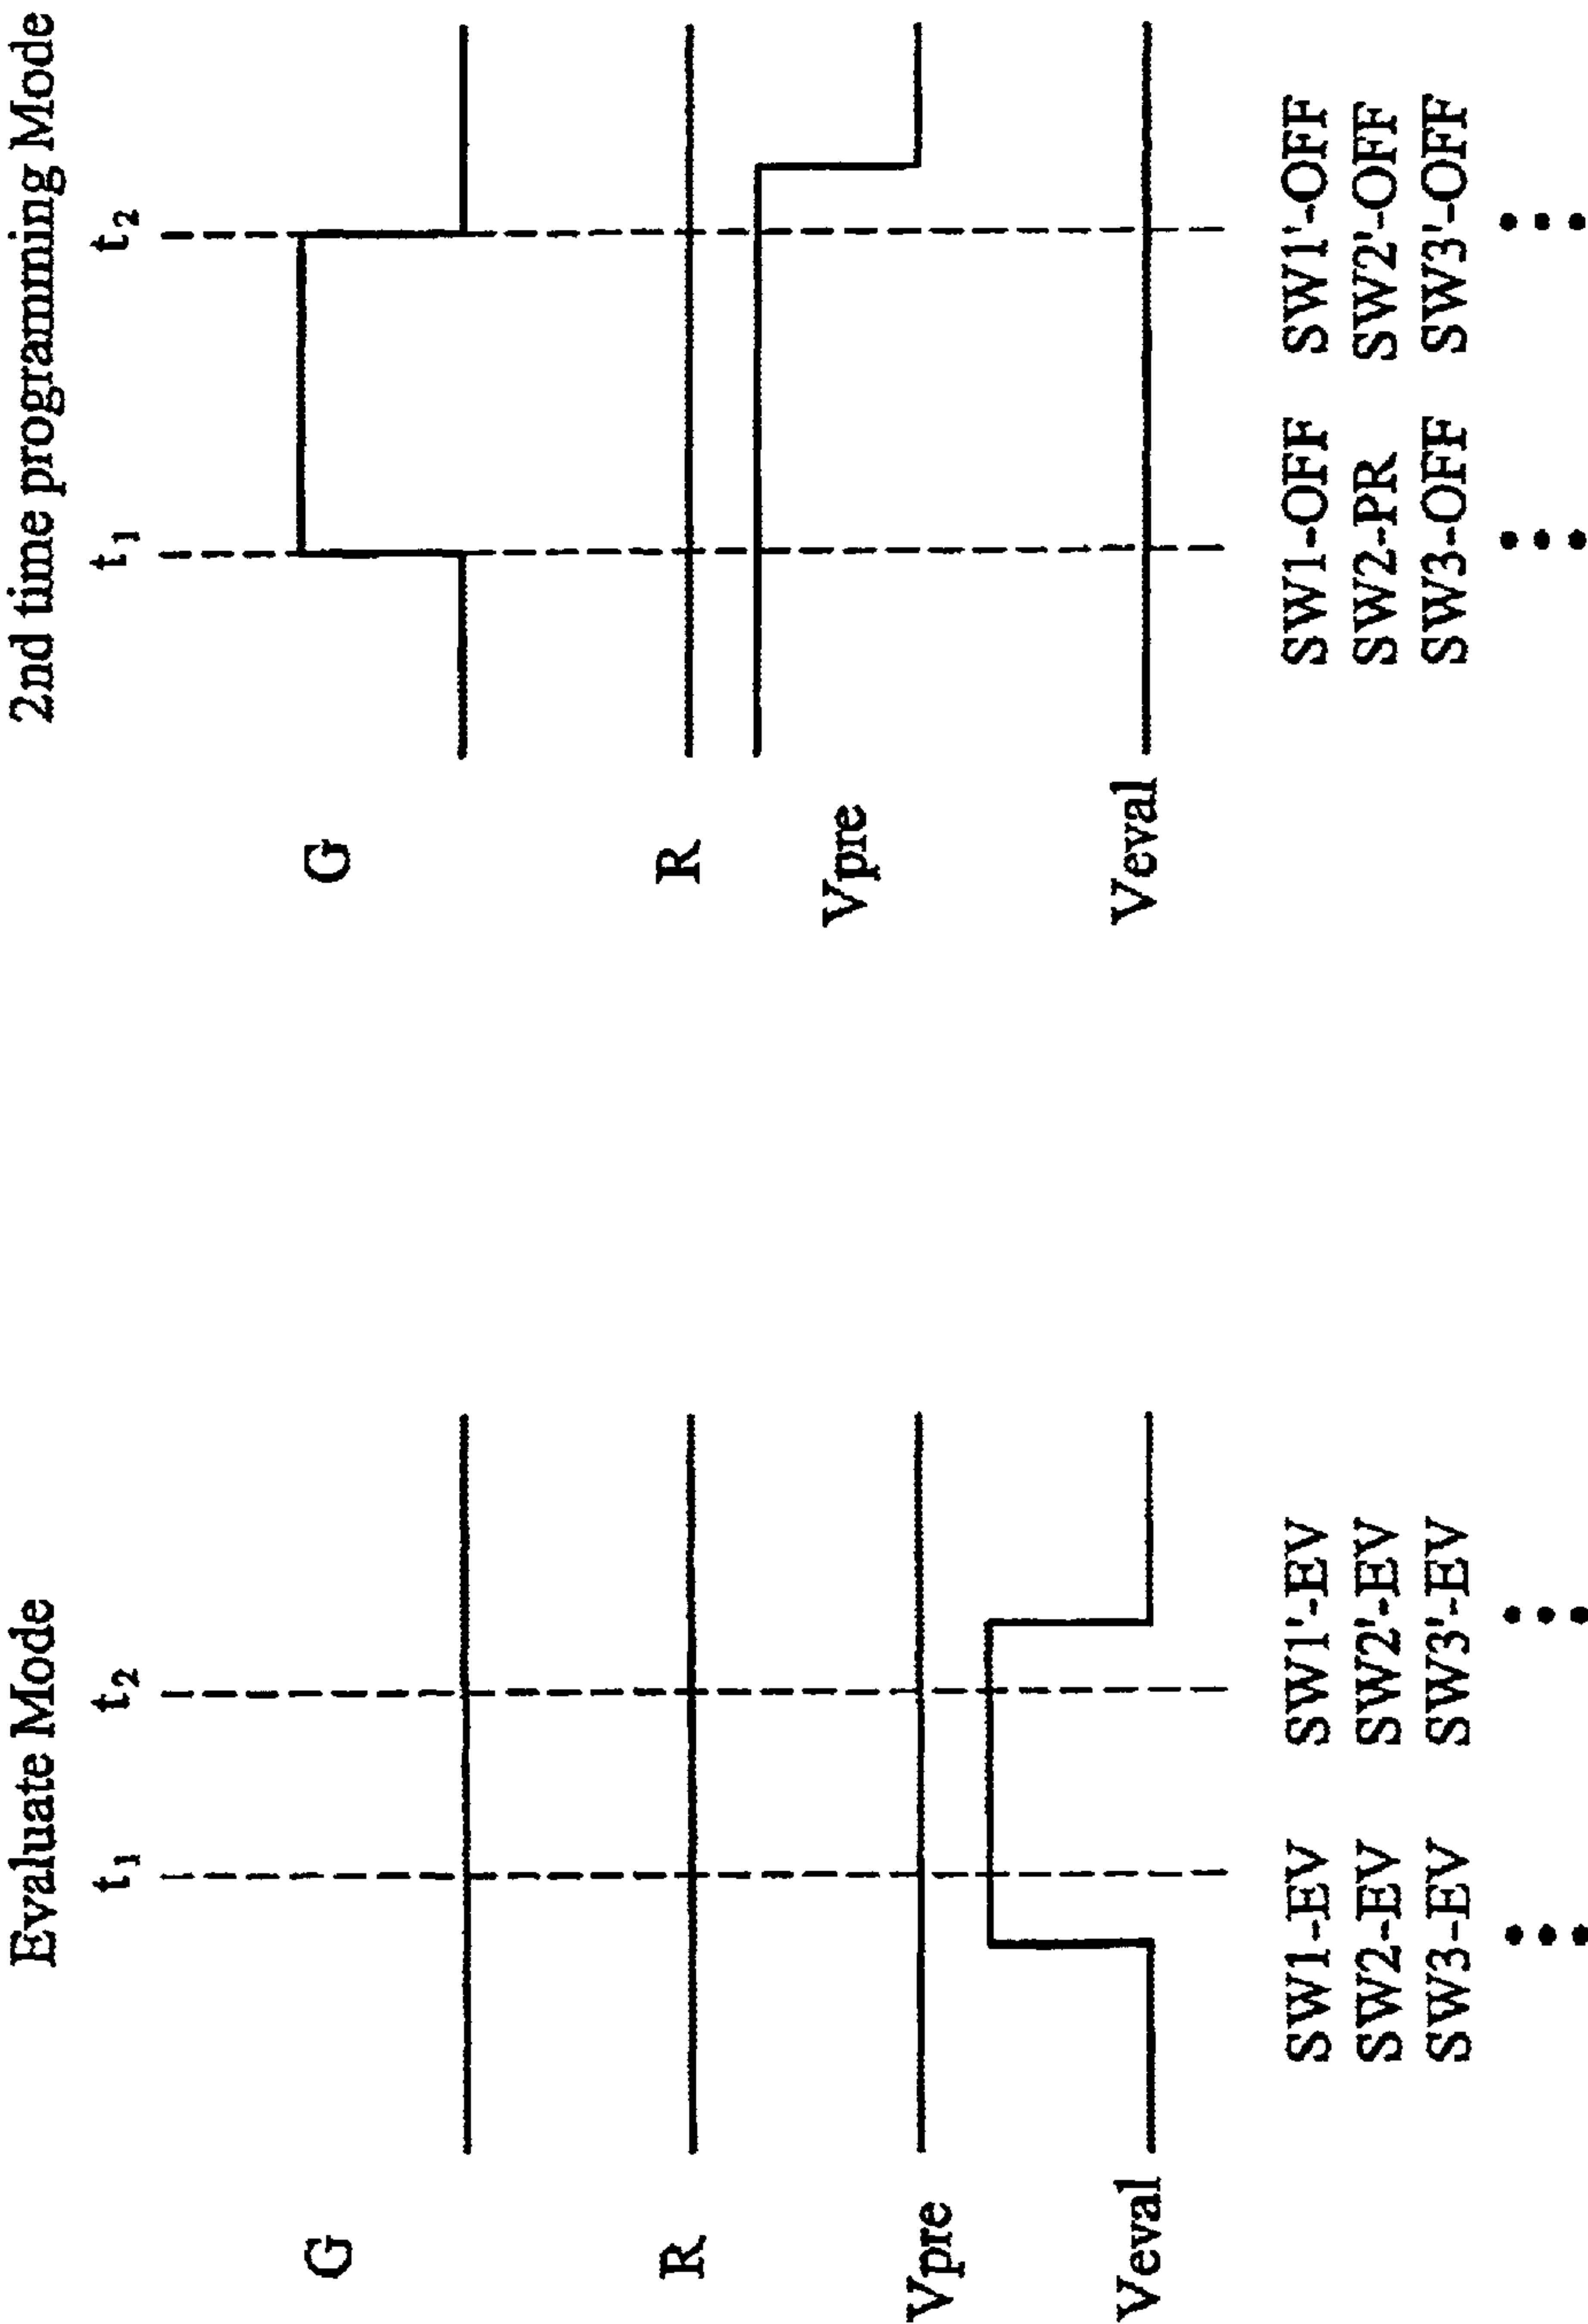 Evaluate Mode
t1 t2
G
R
Vpre
Veval
SW1-EV SW1'-EV
SW2-EV SW2'-EV
SW3-EV SW3'-EV
2nd time programming Mode
t1 t2
G
R
Vpre
Veval
SW1-OFF SW1'-OFF
SW2-PR SW2'-OFF
SW3-OFF SW3'-OFF